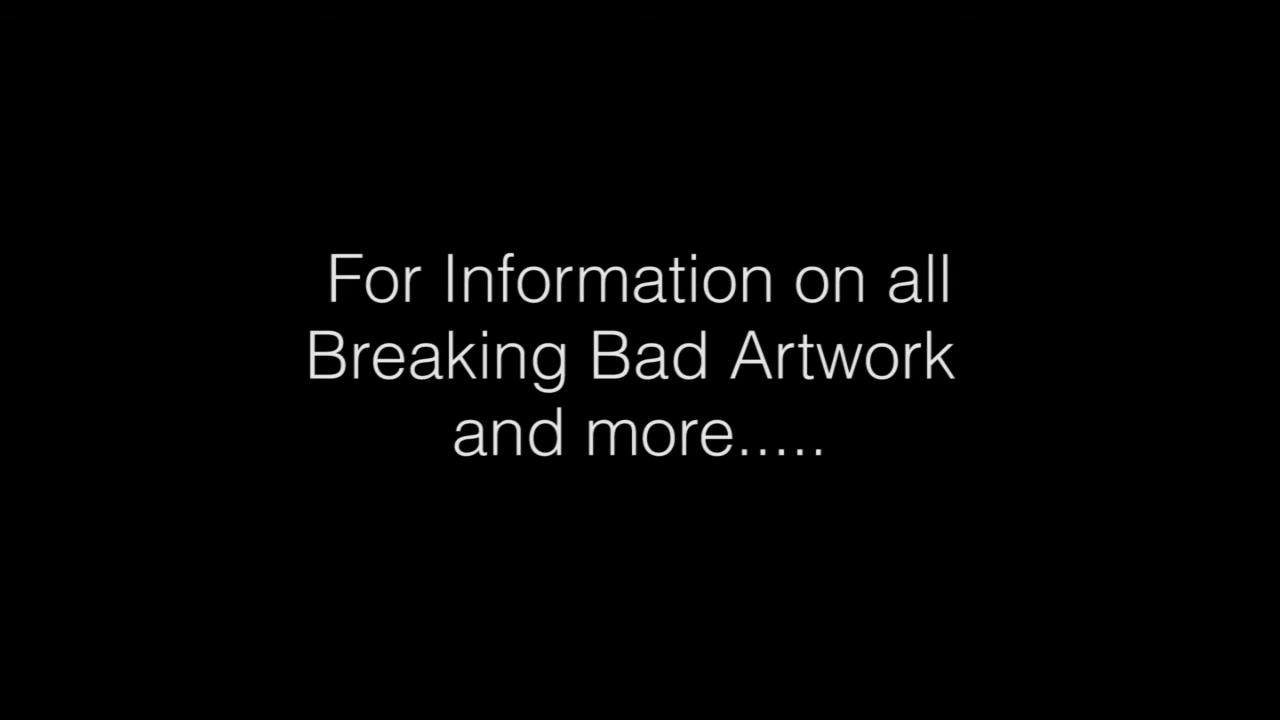 For Information on all
Breaking Bad Artwork
and more.....